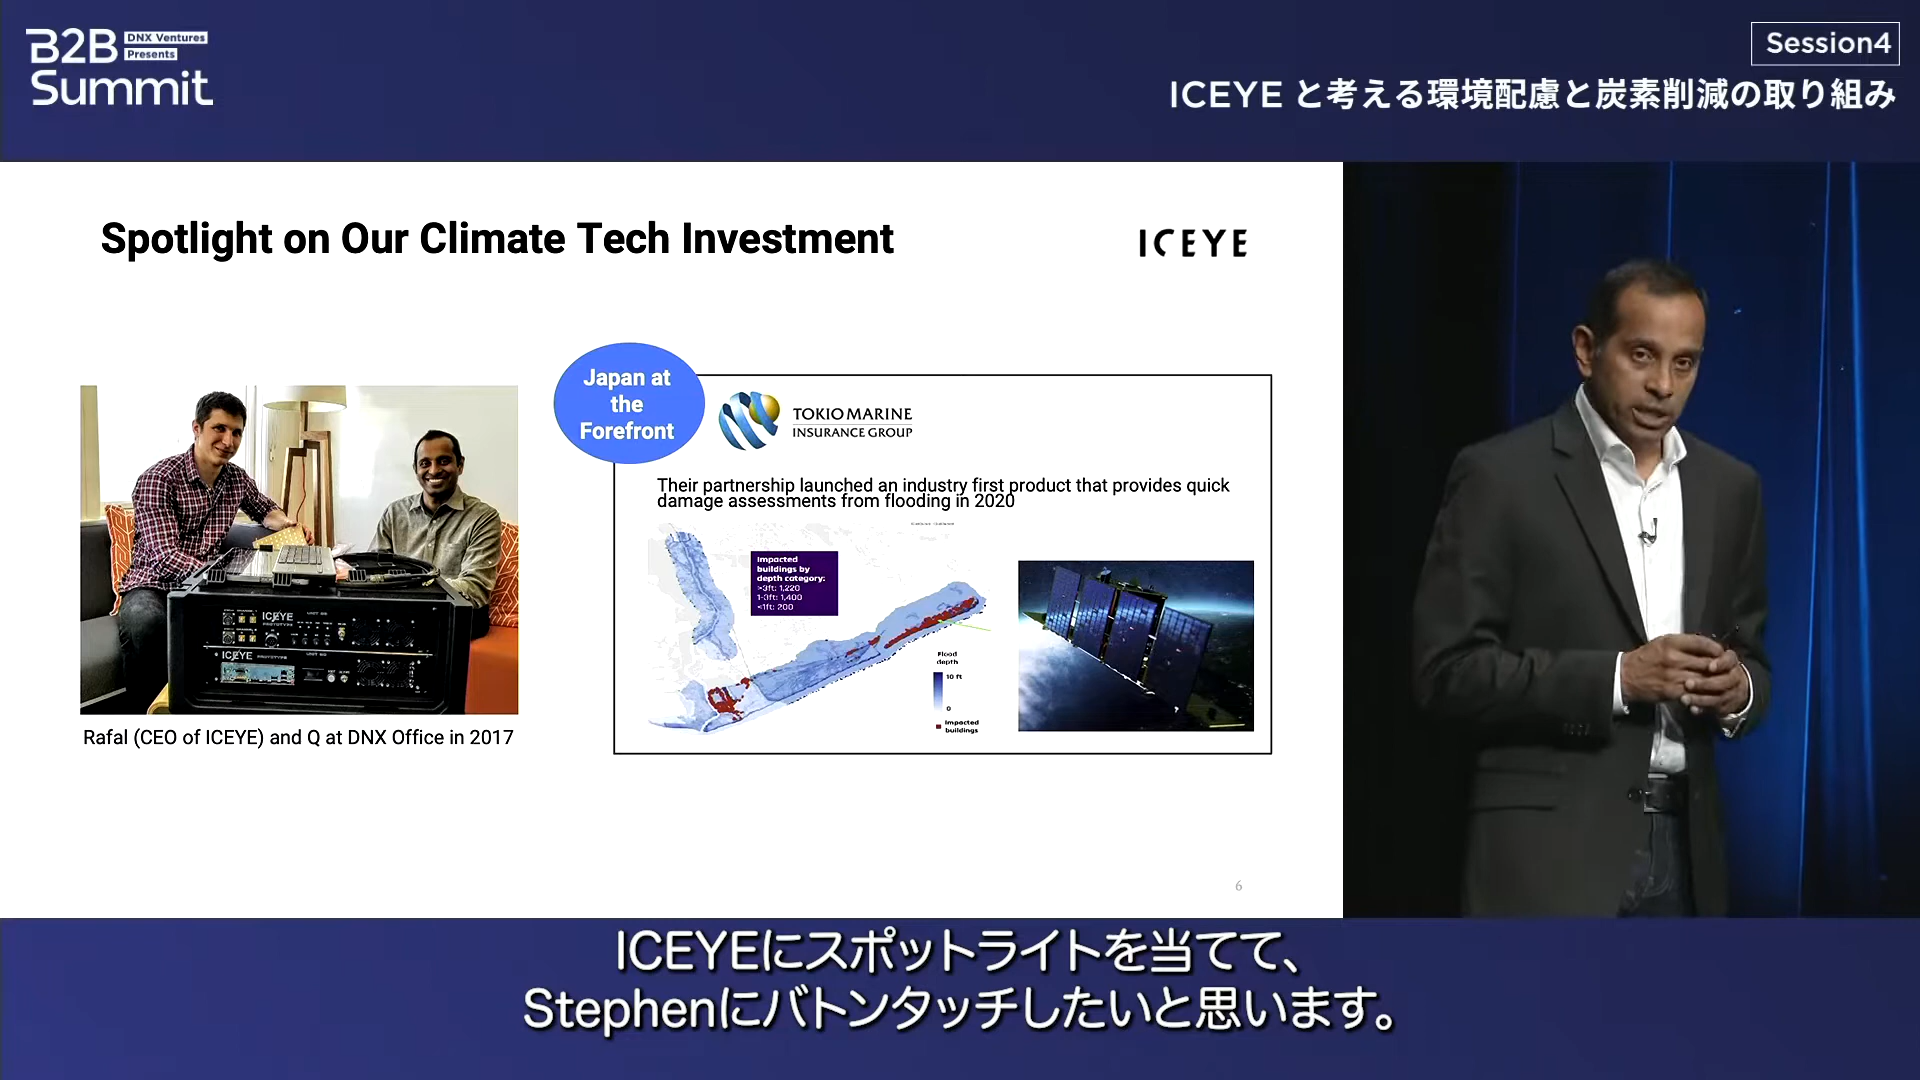 B2B
DNX Ventures
Presents
Summit
Session4
ICEYE と考える環境配慮と炭素削減の取り組み
Spotlight on Our Climate Tech Investment
ICEYE
Japan at
the
Forefront
TOKIO MARINE
INSURANCE GROUP
Their partnership launched an industry first product that provides quick
damage assessments from flooding in 2020
Impacted
buildings by
depth category:
>3ft: 1,220
1-3ft: 1,400
<1ft: 200
Flood
depth
10 ft
0
Impacted
buildings
ICEYE
PROTOTYPE
ICEYE
PROTOTYPE
Rafal (CEO of ICEYE) and Q at DNX Office in 2017
6
ICEYEにスポットライトを当てて、
Stephenにバトンタッチしたいと思います。